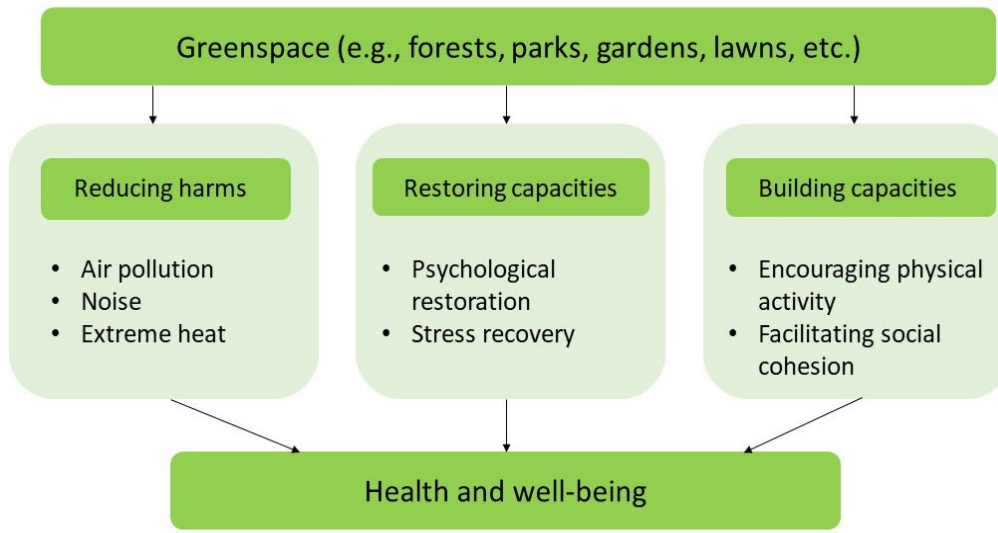 Greenspace (e.g., forests, parks, gardens, lawns, etc.)
Reducing harms
• Air pollution
• Noise
• Extreme heat
Restoring capacities
• Psychological
restoration
• Stress recovery
Building capacities
• Encouraging physical
activity
• Facilitating social
cohesion
Health and well-being